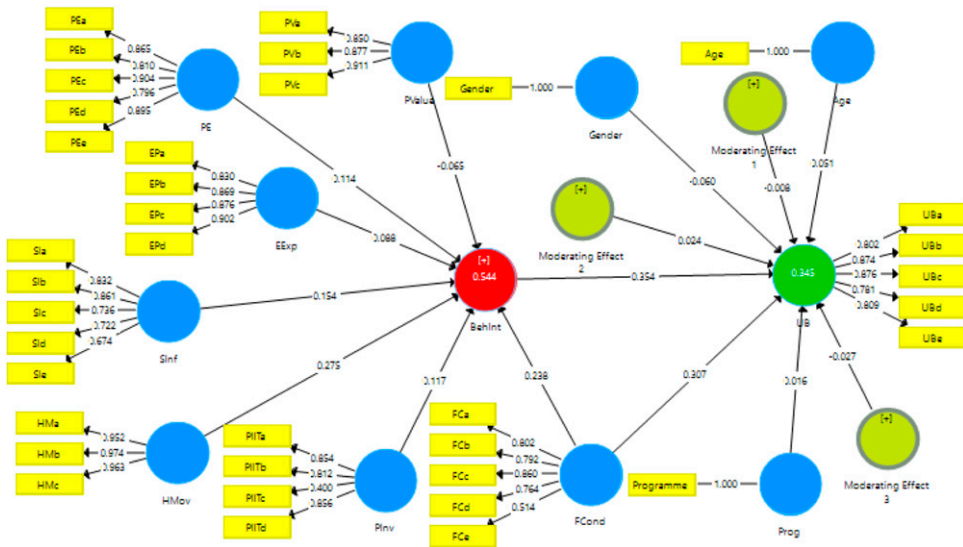 PEa
PEb
PEc
PEd
PEe
0.865
0.810
0.904
0.796
0.895
PE
PVa
PVb
PVc
0.850
0.877
0.911
PValue
Gender
1.000
Gender
Age
1.000
Age
[+]
Moderating Effect
1
EPa
EPb
EPc
EPd
0.830
0.869
0.876
0.902
EExp
0.114
-0.065
-0.060
-0.008
0.051
[+]
Moderating Effect
2
0.088
0.024
SIa
SIb
SIc
SId
SIe
0.832
0.861
0.736
0.722
0.674
SInf
0.154
[+]
0.544
BehInt
0.354
0.345
UB
0.802
0.874
0.876
0.781
0.809
UBa
UBb
UBc
UBd
UBe
0.275
0.117
0.238
0.307
0.016
-0.027
HMa
HMb
HMc
0.952
0.974
0.963
HMov
PIITa
PIITb
PIITc
PIITd
0.854
0.812
0.400
0.856
PInv
FCa
FCb
FCc
FCd
FCe
0.802
0.792
0.860
0.764
0.514
FCond
Programme
1.000
Prog
[+]
Moderating Effect
3